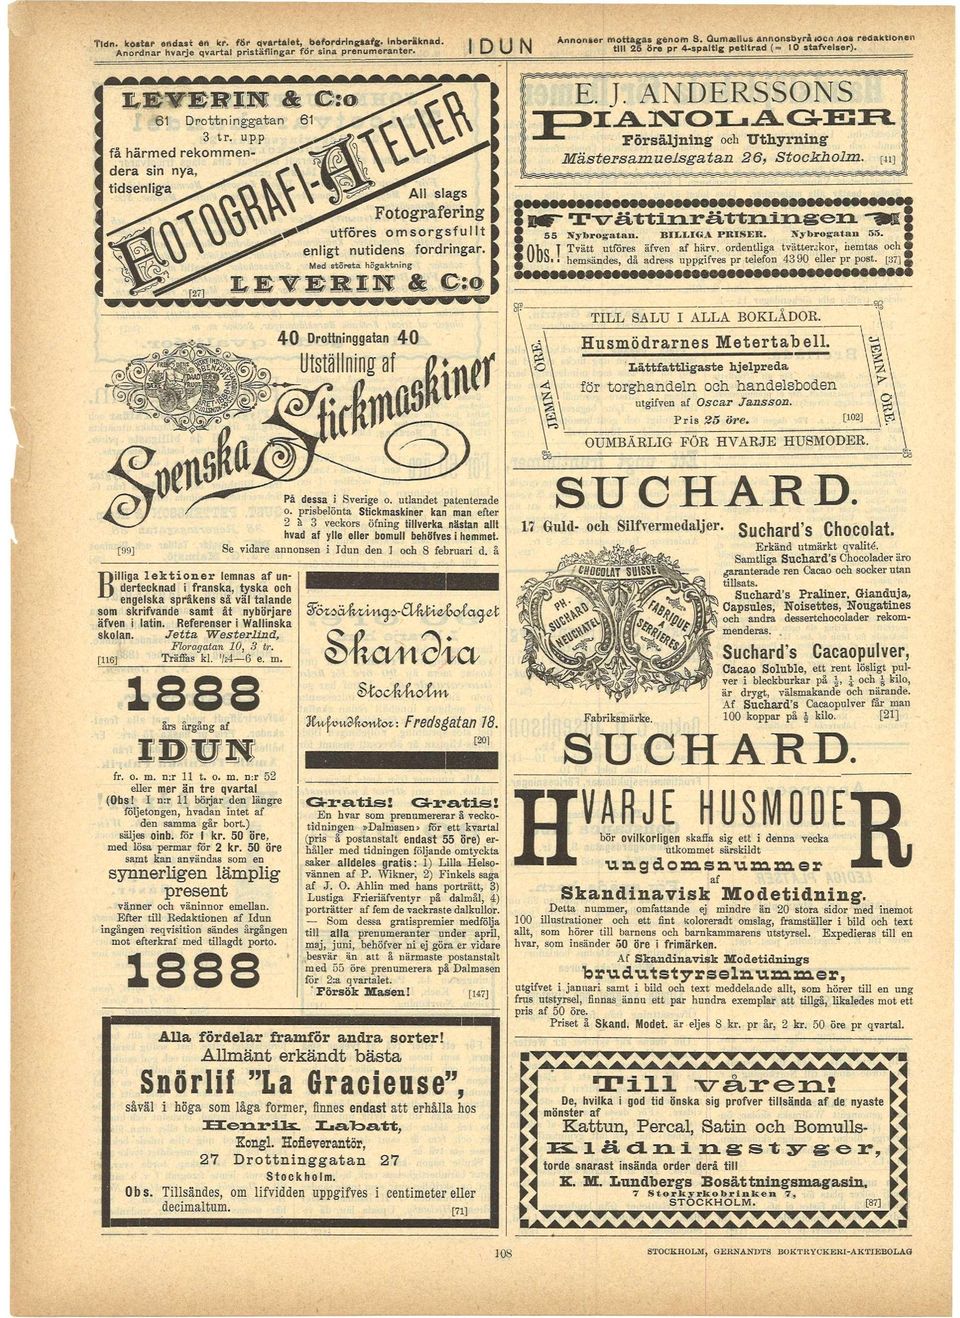 Tidn. kostar endast en kr. för qvartalet, befordringsafg. inberäknad.
Anordnar hvarje qvartal pristäflingar för sina prenumeranter.
IDUN
Annonser mottagas genom S. Gumælius annonsbyrå och hos redaktionen
till 25 öre pr 4-spaltig petitrad (= 10 stafvelser).
LEVERIN & C:o
61 Drottninggatan 61
3 tr. upp
få härmed rekommen-
dera sin nya,
tidsenliga
FOTOGRAFI-ATELIER
All slags
Fotografering
utföres omsorgsfullt
enligt nutidens fordringar.
Med största högaktning
[27] LEVERIN & C:o
40 Drottninggatan 40
Utställning af
Svenska Stickmaskiner
På dessa i Sverige o. utlandet patenterade
o. prisbelönta Stickmaskiner kan man efter
2 à 3 veckors öfning tillverka nästan allt
hvad af ylle eller bomull behöfves i hemmet.
[99] Se vidare annonsen i Idun den 1 och 8 februari d. å
Billiga lektioner lemnas af un-
dertecknad i franska, tyska och
engelska språkens så väl talande
som skrifvande samt åt nybörjare
äfven i latin. Referenser i Wallinska
skolan. Jetta Westerlind,
Floragatan 10, 3 tr.
[116] Träffas kl. 1/24—6 e. m.
1888
års årgång af
IDUN
fr. o. m. n:r 11 t. o. m. n:r 52
eller mer än tre qvartal
(Obs! I n:r 11 börjar den längre
följetongen, hvadan intet af
den samma går bort.)
säljes oinb. för 1 kr. 50 öre,
med lösa permar för 2 kr. 50 öre
samt kan användas som en
synnerligen lämplig
present
vänner och väninnor emellan.
Efter till Redaktionen af Idun
ingången reqvisition sändes årgången
mot efterkraf med tillagdt porto.
1888
Försäkrings-Aktiebolaget
Skandia
Stockholm
Hufvudkontor: Fredsgatan 18.
[20]
Gratis! Gratis!
En hvar som prenumererar å vecko-
tidningen »Dalmasen» för ett kvartal
(pris å postanstalt endast 55 öre) er-
håller med tidningen följande omtyckta
saker alldeles gratis: 1) Lilla Helso-
vännen af P. Wikner, 2) Finkels saga
af J. O. Ahlin med hans porträtt, 3)
Lustiga Frieriäfventyr på dalmål, 4)
porträtter af fem de vackraste dalkullor.
— Som dessa gratispremier medfölja
till alla prenumeranter under april,
maj, juni, behöfver ni ej göra er vidare
besvär än att å närmaste postanstalt
med 55 öre prenumerera på Dalmasen
för 2:a qvartalet.
Försök Masen! [147]
Alla fördelar framför andra sorter!
Allmänt erkändt bästa
Snörlif "La Gracieuse",
såväl i höga som låga former, finnes endast att erhålla hos
Henrik Labatt,
Kongl. Hofleverantör,
27 Drottninggatan 27
Stockholm.
Obs. Tillsändes, om lifvidden uppgifves i centimeter eller
decimaltum. [71]
E. J. ANDERSSONS
PIANOLAGER
Försäljning och Uthyrning
Mästersamuelsgatan 26, Stockholm. [41]
Tvättinrättningen
55 Nybrogatan. BILLIGA PRISER. Nybrogatan 55.
Obs.! Tvätt utföres äfven af härv. ordentliga tvätterskor, hemtas och
hemsändes, då adress uppgifves pr telefon 43 90 eller pr post. [37]
TILL SALU I ALLA BOKLÅDOR.
JEMNA ÖRE.
Husmödrarnes Metertabell.
Lättfattligaste hjelpreda
för torghandeln och handelsboden
utgifven af Oscar Jansson.
Pris 25 öre. [102]
JEMNA ÖRE.
OUMBÄRLIG FÖR HVARJE HUSMODER.
SUCHARD.
17 Guld- och Silfvermedaljer.
CHOCOLAT SUISSE
PH. SUCHARD
NEUCHATEL
FABRIQUE À SERRIÈRES
Fabriksmärke.
Suchard's Chocolat.
Erkänd utmärkt qvalité.
Samtliga Suchard's Chocolader äro
garanterade ren Cacao och socker utan
tillsats.
Suchard's Praliner, Gianduja,
Capsules, Noisettes, Nougatines
och andra dessertchocolader rekom-
menderas.
Suchard's Cacaopulver,
Cacao Soluble, ett rent lösligt pul-
ver i bleckburkar på ½, ¼ och ⅛ kilo,
är drygt, välsmakande och närande.
Af Suchard's Cacaopulver får man
100 koppar på ½ kilo. [21]
SUCHARD.
HVARJE HUSMODER
bör ovilkorligen skaffa sig ett i denna vecka
utkommet särskildt
ungdomsnummer
af
Skandinavisk Modetidning.
Detta nummer, omfattande ej mindre än 20 stora sidor med inemot
100 illustrationer och ett fint koloreradt omslag, framställer i bild och text
allt, som hörer till barnens och barnkammarens utstyrsel. Expedieras till en
hvar, som insänder 50 öre i frimärken.
Af Skandinavisk Modetidnings
brudutstyrselnummer,
utgifvet i januari samt i bild och text meddelande allt, som hörer till en ung
frus utstyrsel, finnas ännu ett par hundra exemplar att tillgå, likaledes mot ett
pris af 50 öre.
Priset å Skand. Modet. är eljes 8 kr. pr år, 2 kr. 50 öre pr qvartal.
Till våren!
De, hvilka i god tid önska sig profver tillsända af de nyaste
mönster af
Kattun, Percal, Satin och Bomulls-
Klädningstyger,
torde snarast insända order derå till
K. M. Lundbergs Bosättningsmagasin,
7 Storkyrkobrinken 7,
STOCKHOLM. [87]
108
STOCKHOLM, GERNANDTS BOKTRYCKERI-AKTIEBOLAG